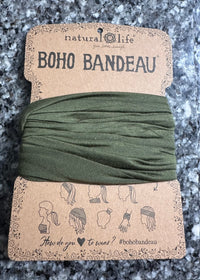 natural life
BOHO BANDEAU
How do you ♥ to wear? #bohobandeau